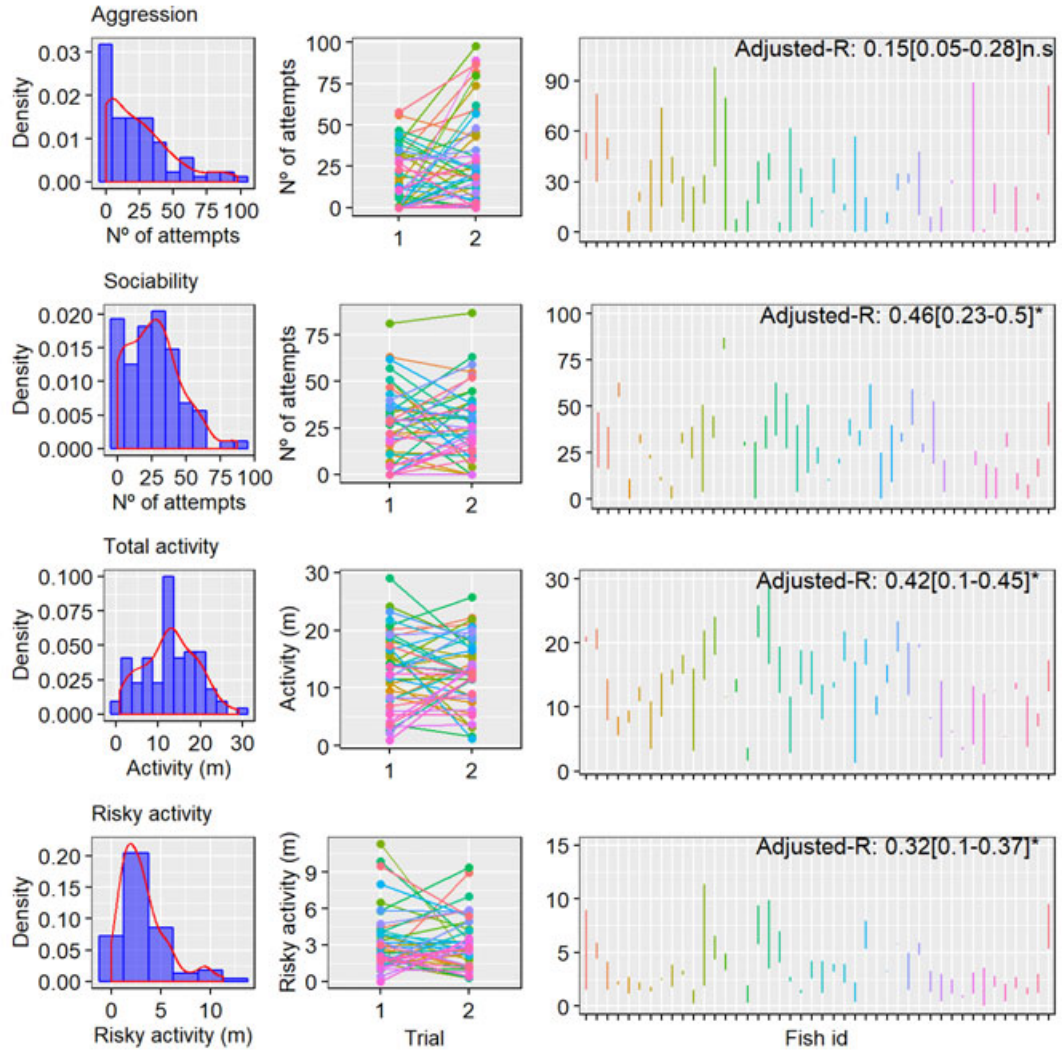 Aggression
0.03
0.02
0.01
0.00
Density
0 25 50 75 100
Nº of attempts
100
75
50
25
0
Nº of attempts
1 2
Adjusted-R: 0.15[0.05-0.28]n.s
90
60
30
0
Sociability
0.020
0.015
0.010
0.005
0.000
Density
0 25 50 75 100
Nº of attempts
75
50
25
0
Nº of attempts
1 2
Adjusted-R: 0.46[0.23-0.5]*
100
75
50
25
0
Total activity
0.100
0.075
0.050
0.025
0.000
Density
0 10 20 30
Activity (m)
30
20
10
0
Activity (m)
1 2
Adjusted-R: 0.42[0.1-0.45]*
30
20
10
0
Risky activity
0.20
0.15
0.10
0.05
0.00
Density
0 5 10
Risky activity (m)
9
6
3
0
Risky activity (m)
1 2
Trial
Adjusted-R: 0.32[0.1-0.37]*
15
10
5
0
Fish id